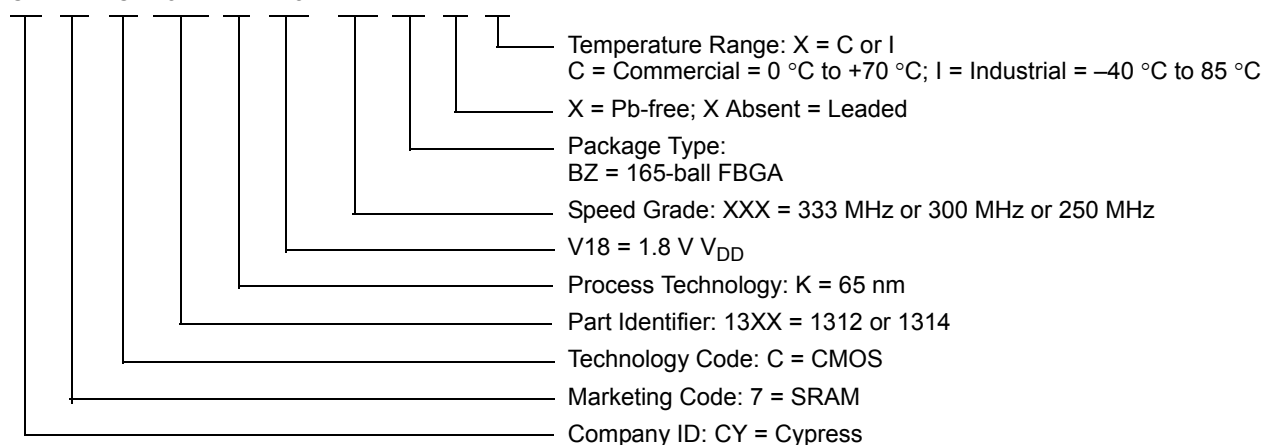 Temperature Range: X = C or I
C = Commercial = 0 °C to +70 °C; I = Industrial = –40 °C to 85 °C
X = Pb-free; X Absent = Leaded
Package Type:
BZ = 165-ball FBGA
Speed Grade: XXX = 333 MHz or 300 MHz or 250 MHz
V18 = 1.8 V VDD
Process Technology: K = 65 nm
Part Identifier: 13XX = 1312 or 1314
Technology Code: C = CMOS
Marketing Code: 7 = SRAM
Company ID: CY = Cypress